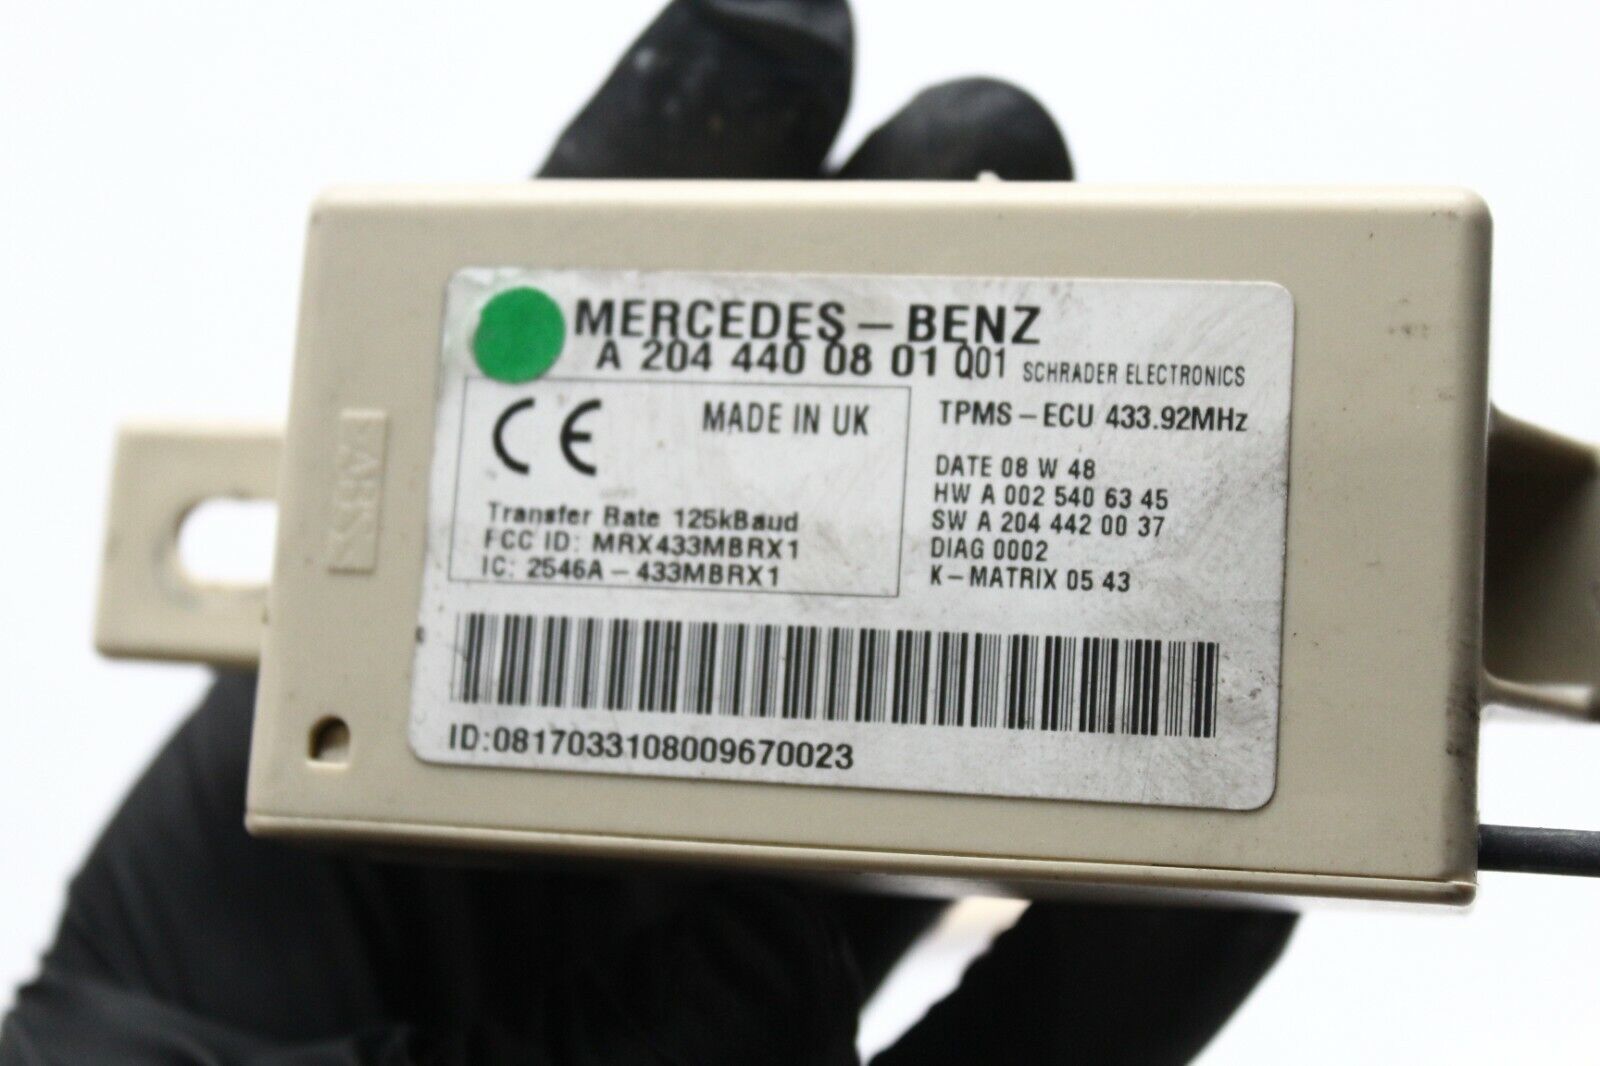 MERCEDES-BENZ
A 204 440 08 01 Q01 SCHRADER ELECTRONICS
CE MADE IN UK
TPMS-ECU 433.92MHz
Transfer Rate 125kBaud
FCC ID: MRX433MBRX1
IC: 2546A-433MBRX1
DATE 08 W 48
HW A 002 540 63 45
SW A 204 442 00 37
DIAG 0002
K-MATRIX 05 43
ID:0817033108009670023
>ABS<